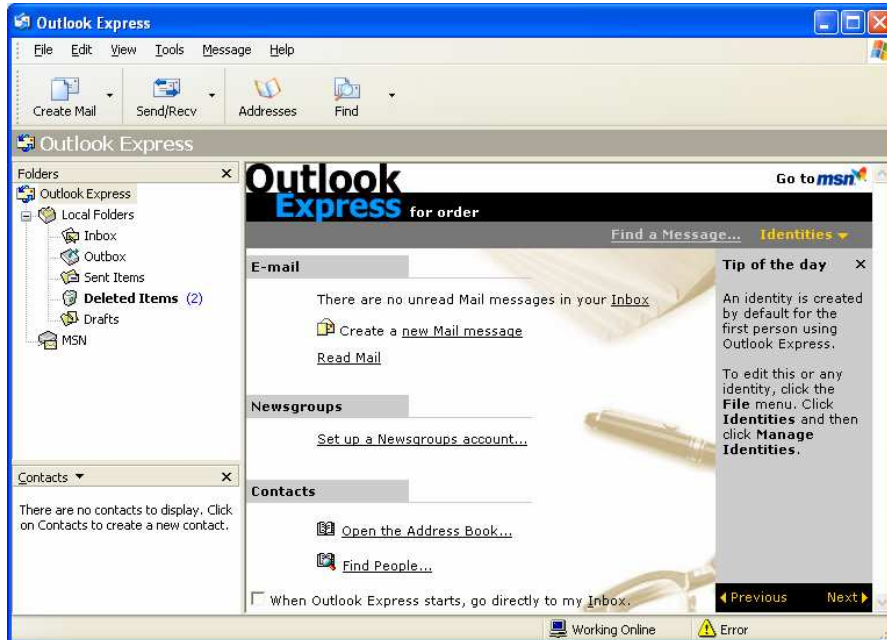 Outlook Express
File Edit View Tools Message Help
Create Mail Send/Recv Addresses Find
Outlook Express
Folders
Outlook Express
Local Folders
Inbox
Outbox
Sent Items
Deleted Items (2)
Drafts
MSN
Contacts
There are no contacts to display. Click
on Contacts to create a new contact.
Outlook
Express for order
Go to msn
Find a Message... Identities
E-mail
There are no unread Mail messages in your Inbox
Create a new Mail message
Read Mail
Newsgroups
Set up a Newsgroups account...
Contacts
Open the Address Book...
Find People...
When Outlook Express starts, go directly to my Inbox.
Tip of the day
An identity is created
by default for the
first person using
Outlook Express.
To edit this or any
identity, click the
File menu. Click
Identities and then
click Manage
Identities.
Previous Next
Working Online Error